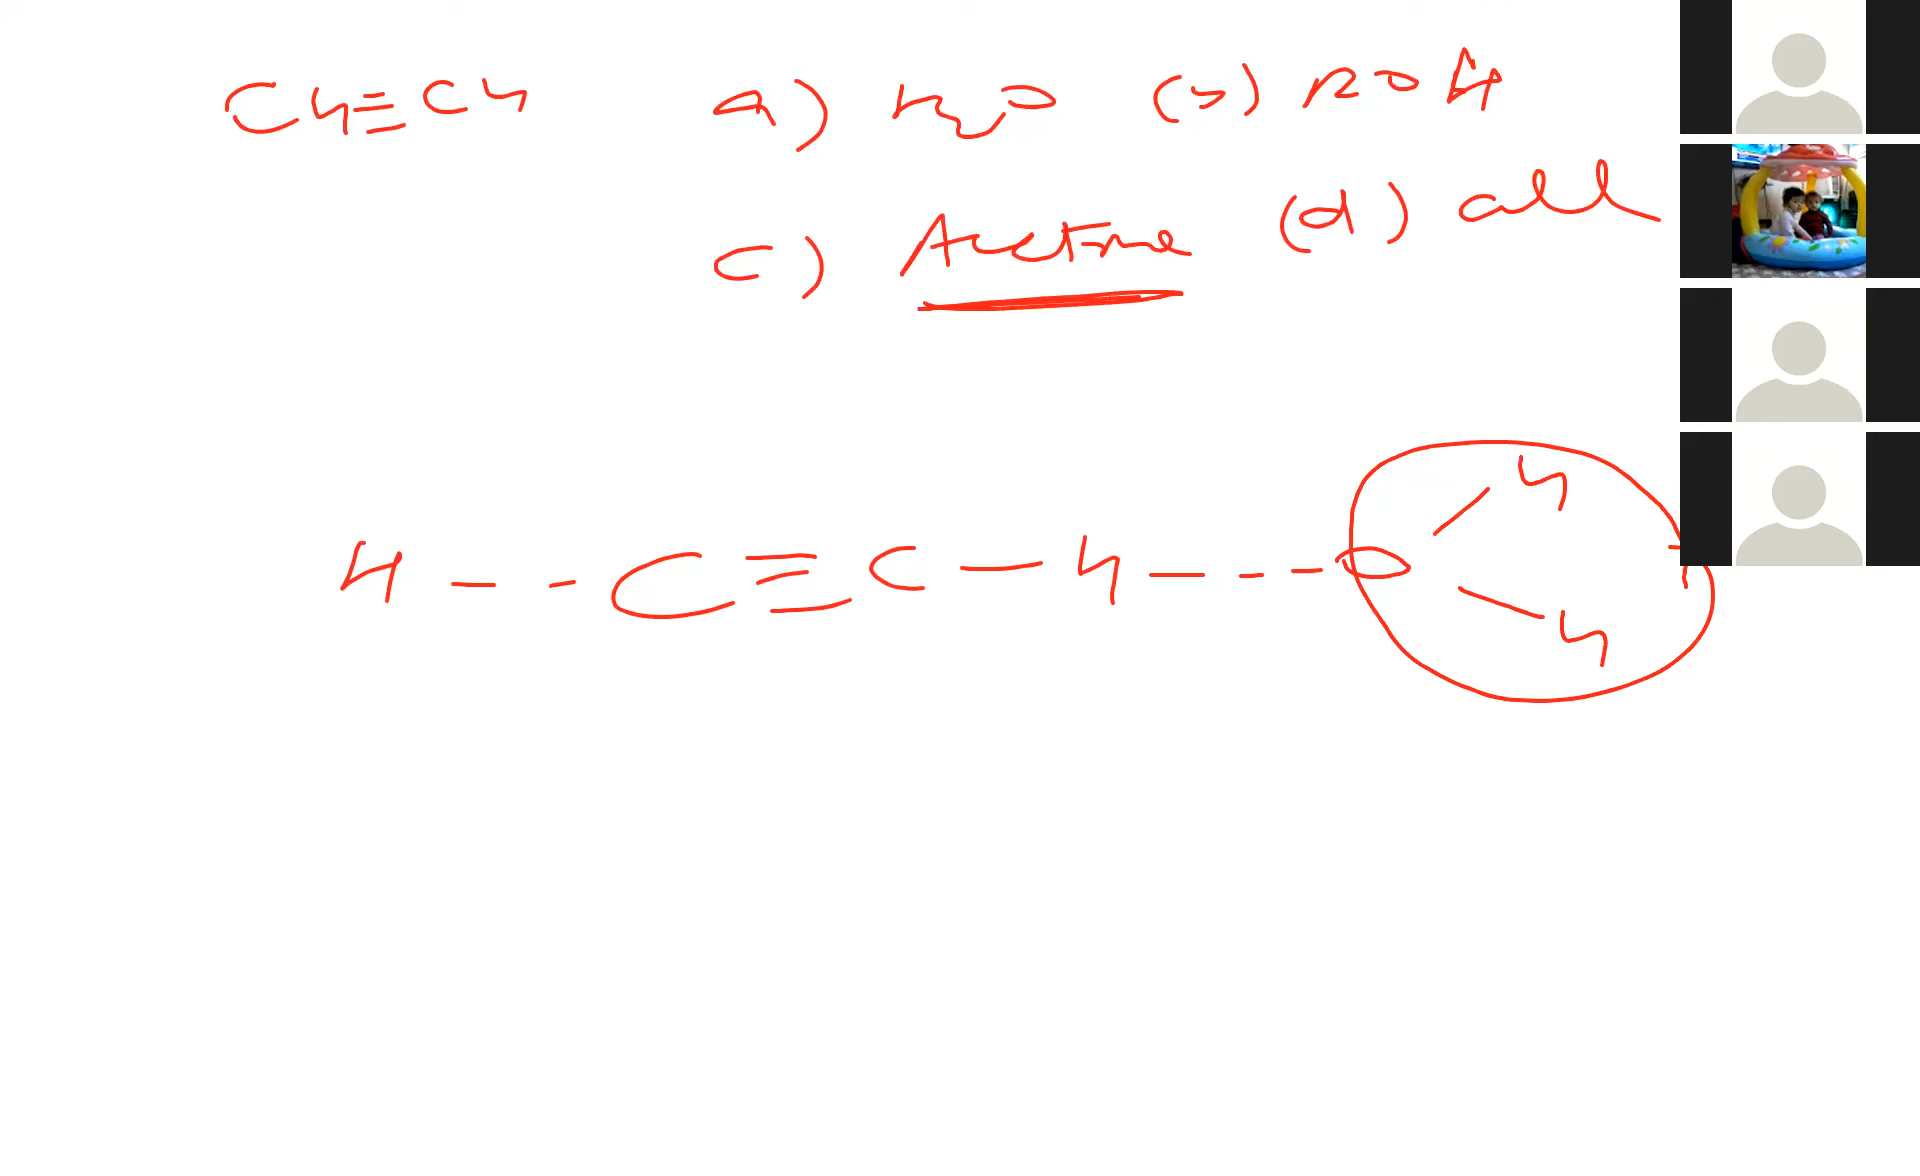 CH≡CH a) H2O (b) ROH
c) Acetone (d) all
H
H -- C≡C—H---O
H